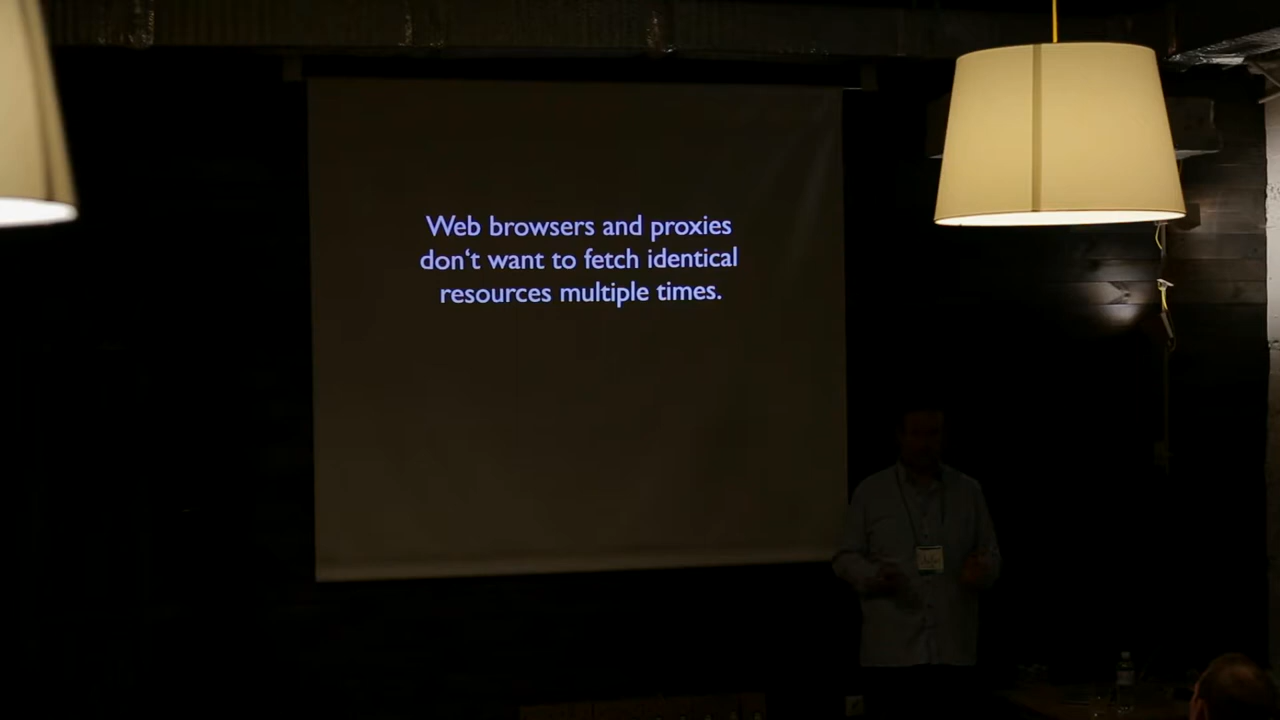 Web browsers and proxies
don‘t want to fetch identical
resources multiple times.